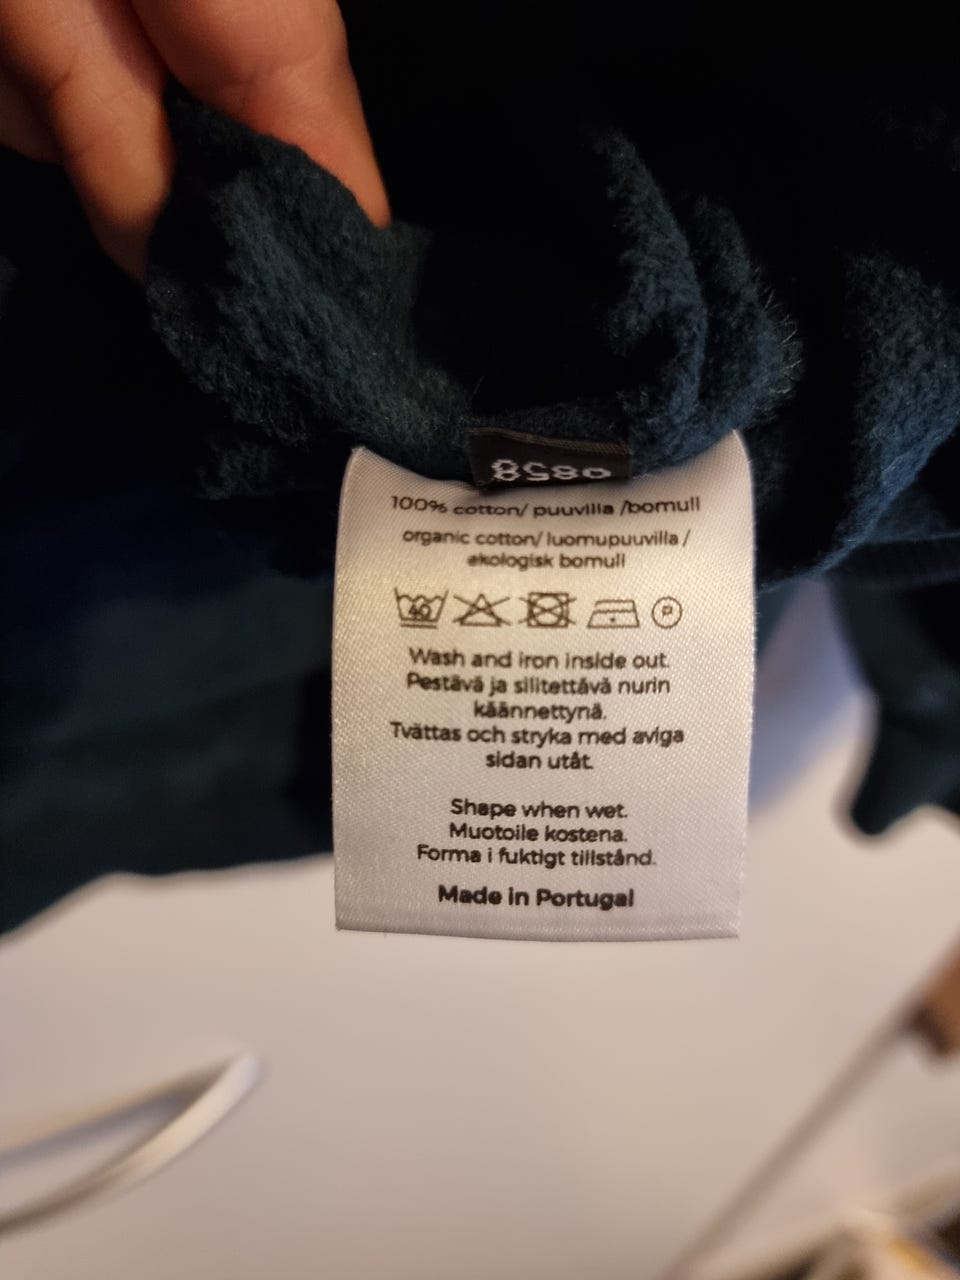 100% cotton/ puuvilla /bomull
organic cotton/ luomupuuvilla /
ekologisk bomull
40
P
Wash and iron inside out.
Pestävä ja silitettävä nurin
käännettynä.
Tvättas och stryka med aviga
sidan utåt.
Shape when wet.
Muotoile kostena.
Forma i fuktigt tillstånd.
Made in Portugal